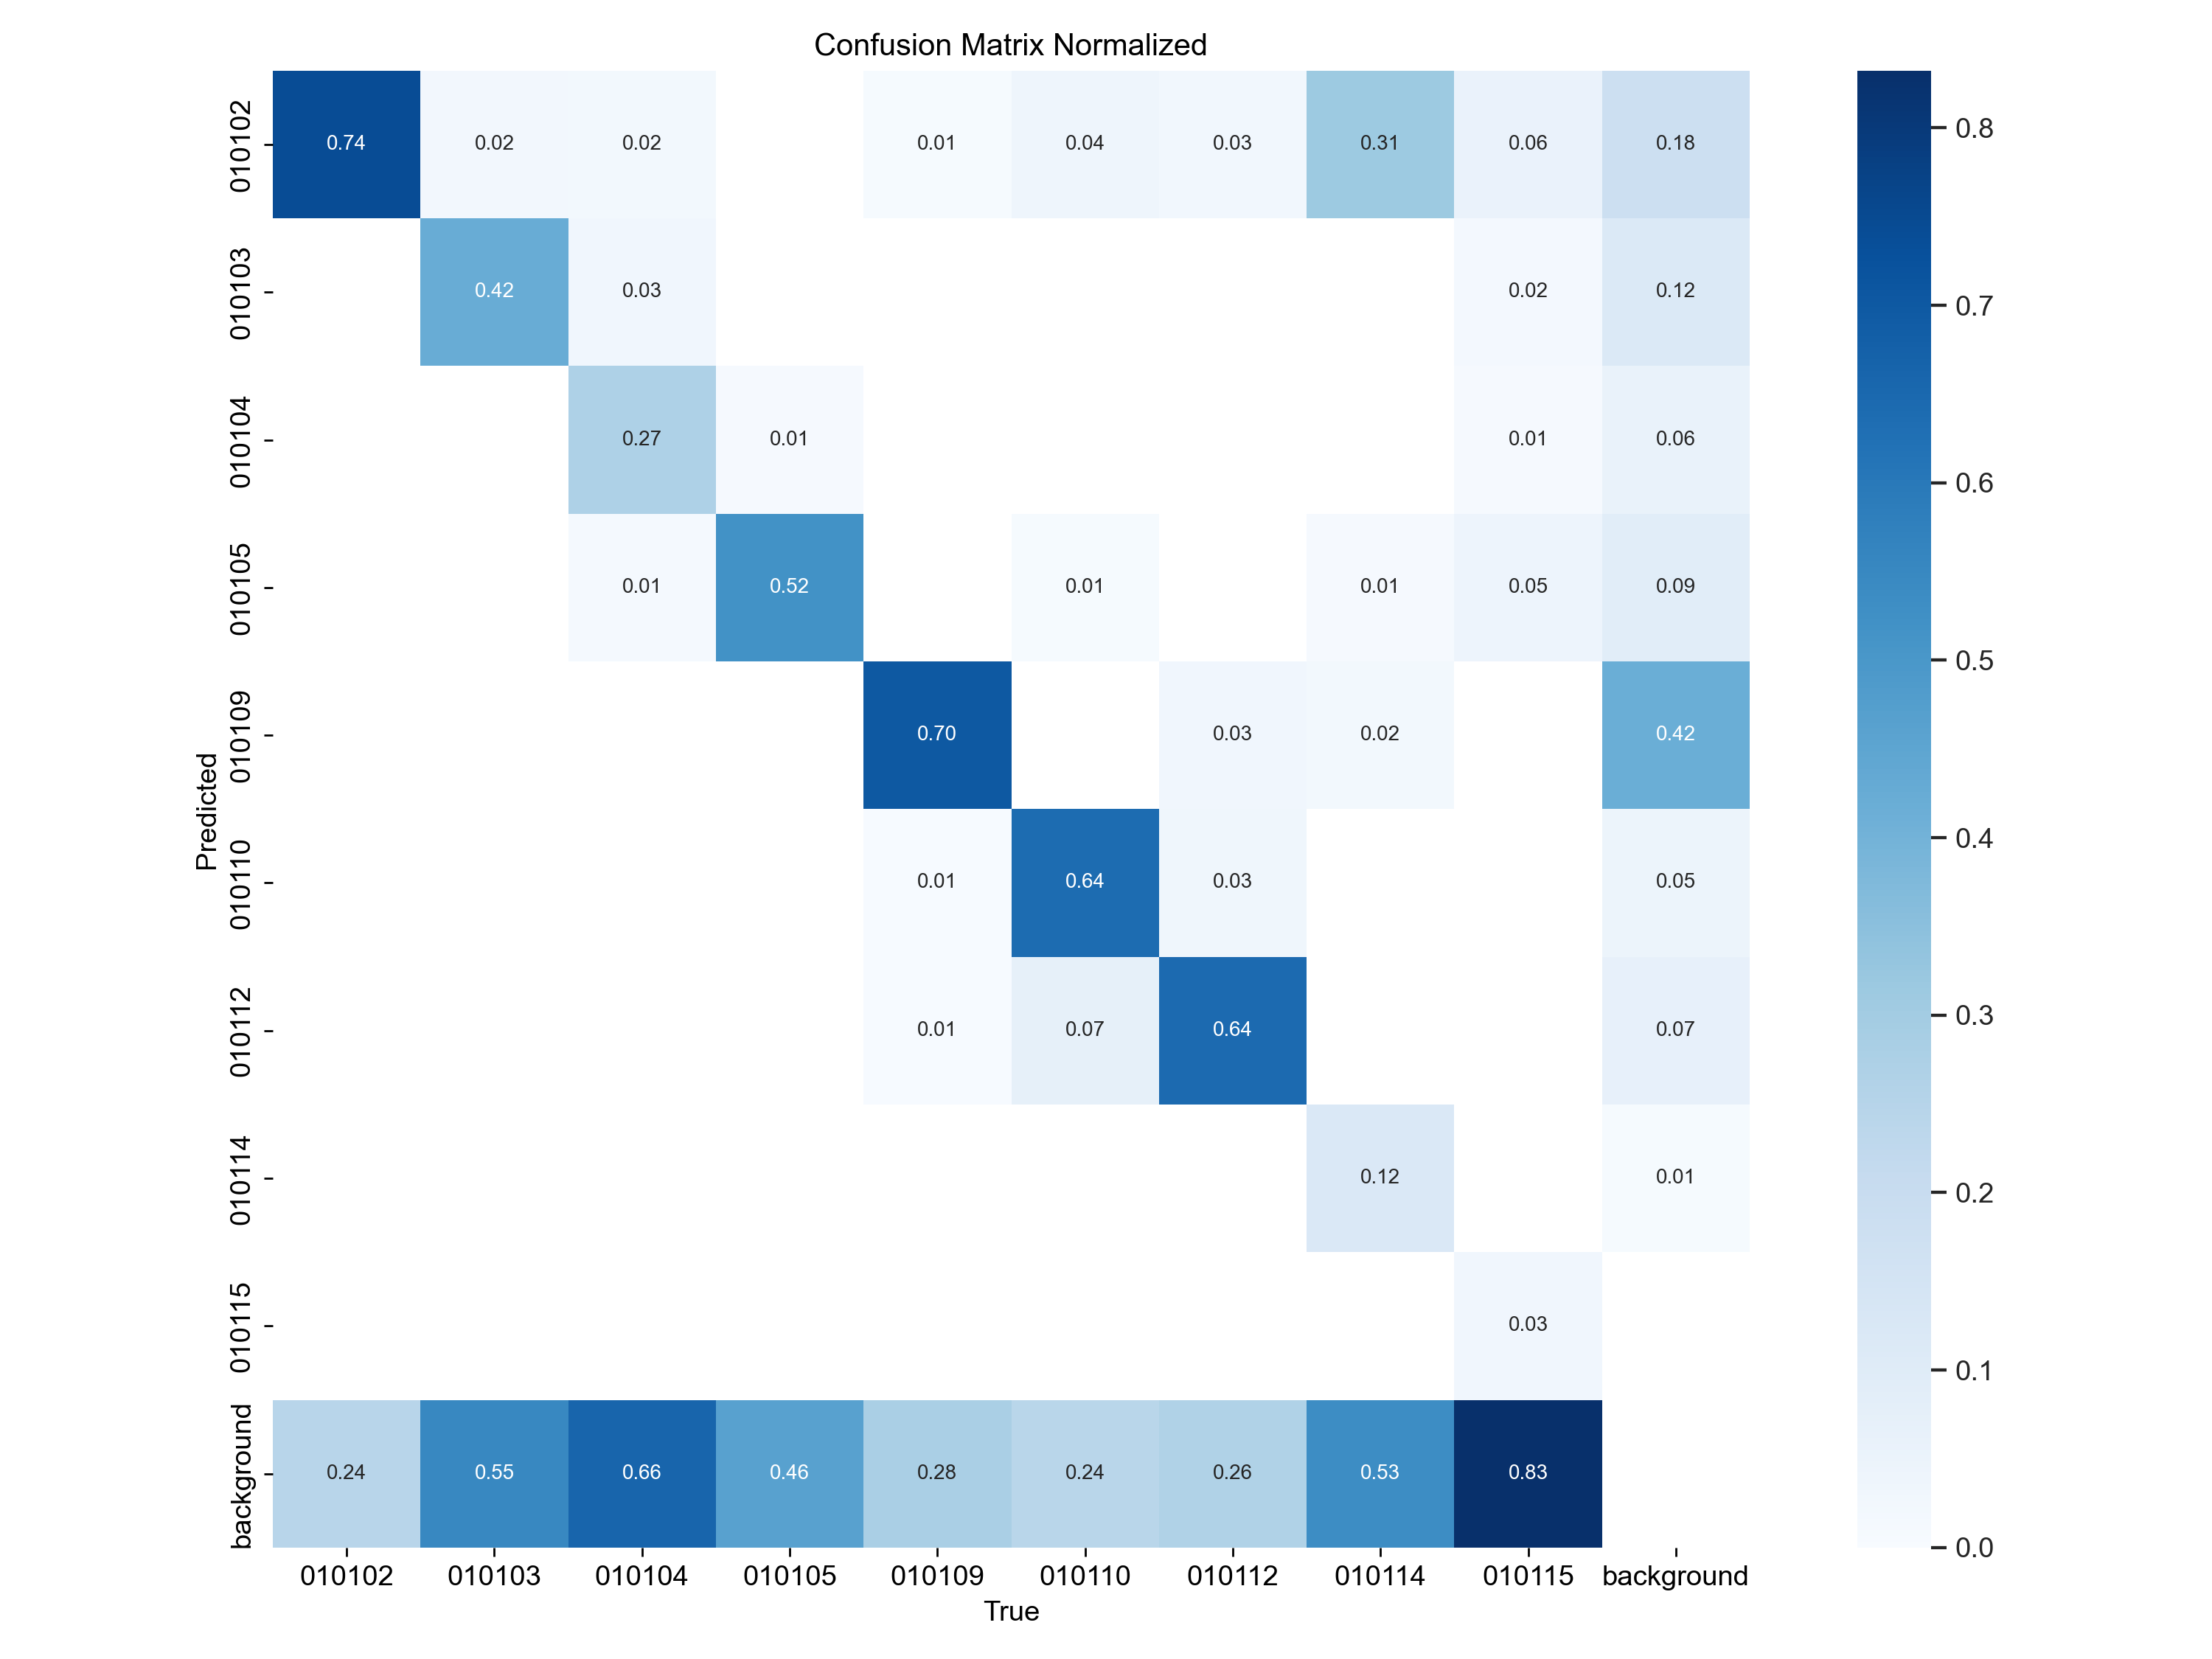 Confusion Matrix Normalized
010102 0.74 0.02 0.02 0.01 0.04 0.03 0.31 0.06 0.18
010103 0.42 0.03 0.02 0.12
010104 0.27 0.01 0.01 0.06
010105 0.01 0.52 0.01 0.01 0.05 0.09
010109 0.70 0.03 0.02 0.42
010110 0.01 0.64 0.03 0.05
010112 0.01 0.07 0.64 0.07
010114 0.12 0.01
010115 0.03
background 0.24 0.55 0.66 0.46 0.28 0.24 0.26 0.53 0.83
010102 010103 010104 010105 010109 010110 010112 010114 010115 background
True
Predicted
0.8
0.7
0.6
0.5
0.4
0.3
0.2
0.1
0.0